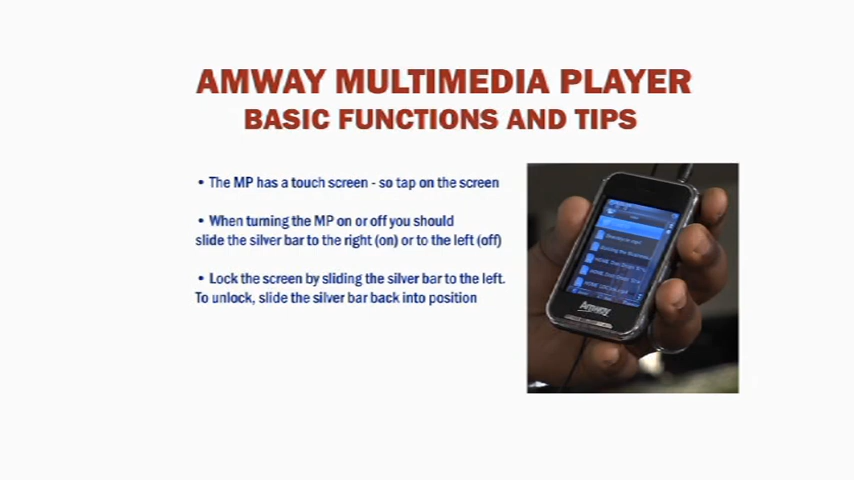 AMWAY MULTIMEDIA PLAYER
BASIC FUNCTIONS AND TIPS
• The MP has a touch screen - so tap on the screen
• When turning the MP on or off you should
slide the silver bar to the right (on) or to the left (off)
• Lock the screen by sliding the silver bar to the left.
To unlock, slide the silver bar back into position
Amway